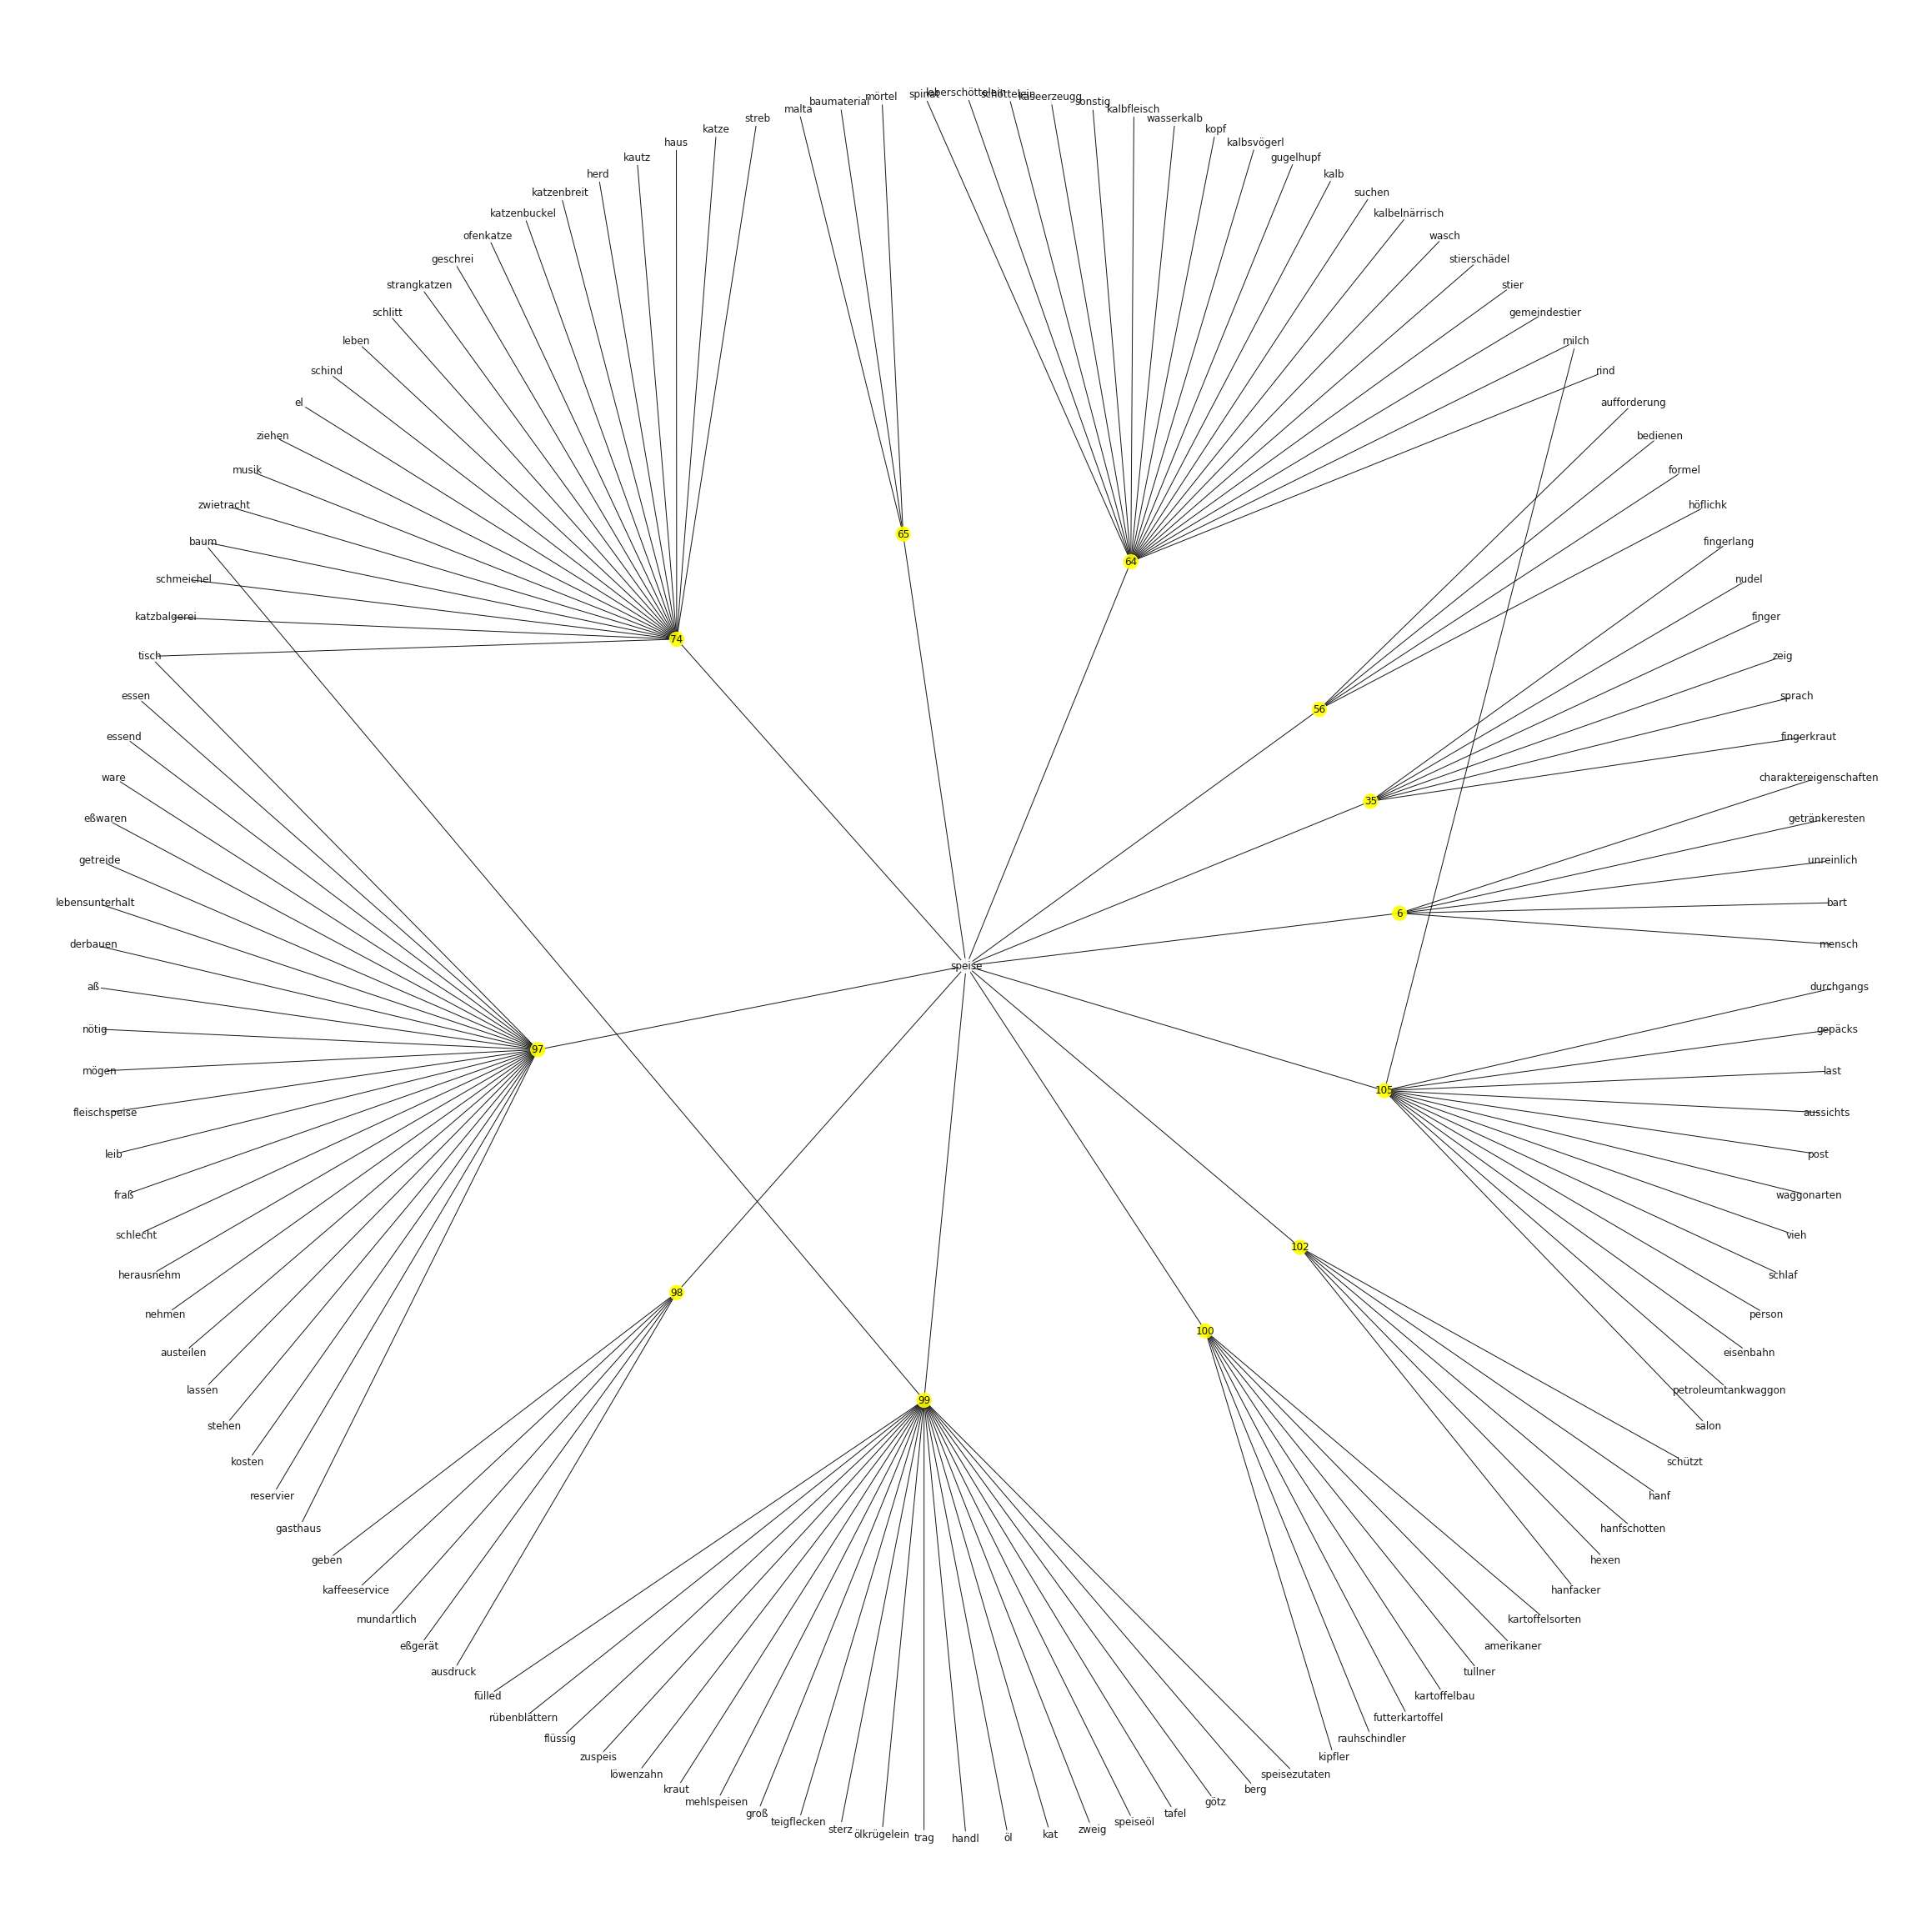 spinat
leberschöttelein
schöttelein
käseerzeugg
sonstig
kalbfleisch
wasserkalb
kopf
kalbsvögerl
gugelhupf
kalb
suchen
kalbelnärrisch
wasch
stierschädel
stier
gemeindestier
milch
rind
aufforderung
bedienen
formel
höflichk
fingerlang
nudel
finger
zeig
sprach
fingerkraut
charaktereigenschaften
getränkeresten
unreinlich
bart
mensch
durchgangs
gepäcks
last
aussichts
post
waggonarten
vieh
schlaf
person
eisenbahn
petroleumtankwaggon
salon
schützt
hanf
hanfschotten
hexen
hanfacker
kartoffelsorten
amerikaner
tullner
kartoffelbau
futterkartoffel
rauhschindler
kipfler
speisezutaten
berg
götz
tafel
speiseöl
zweig
kat
öl
handl
trag
ölkrügelein
sterz
teigflecken
groß
mehlspeisen
kraut
löwenzahn
zuspeis
flüssig
rübenblättern
fülled
ausdruck
eßgerät
mundartlich
kaffeeservice
geben
gasthaus
reservier
kosten
stehen
lassen
austeilen
nehmen
herausnehm
schlecht
fraß
leib
fleischspeise
mögen
nötig
aß
derbauen
lebensunterhalt
getreide
eßwaren
ware
essend
essen
tisch
katzbalgerei
schmeichel
baum
zwietracht
musik
ziehen
el
schind
leben
schlitt
strangkatzen
geschrei
ofenkatze
katzenbuckel
katzenbreit
herd
kautz
haus
katze
streb
malta
baumaterial
mörtel
65
64
74
56
35
6
speise
97
105
102
98
100
99